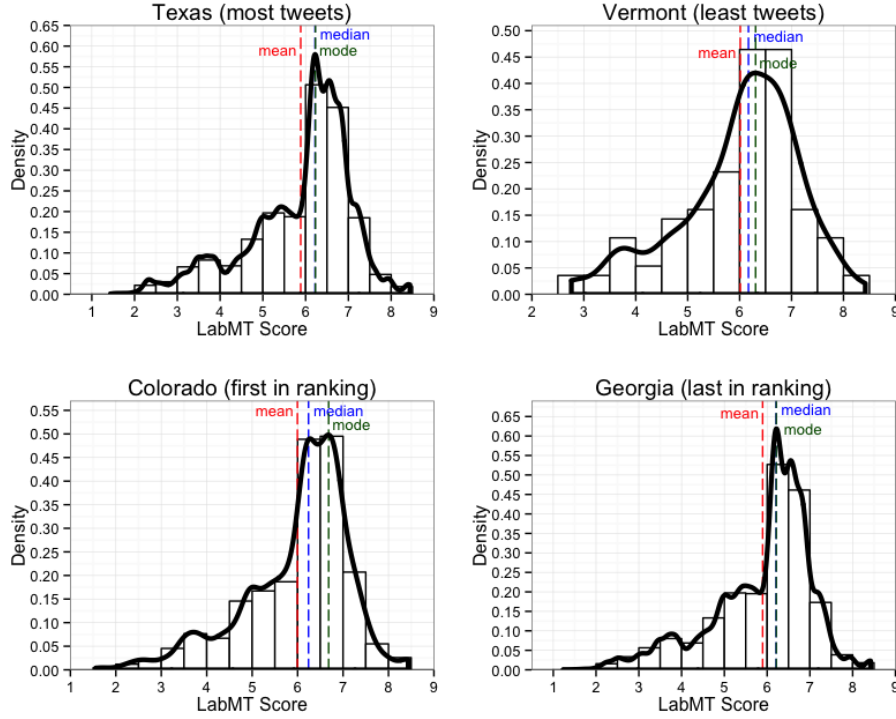 Texas (most tweets)
Density
0.65
0.60
0.55
0.50
0.45
0.40
0.35
0.30
0.25
0.20
0.15
0.10
0.05
0.00
mean
median
mode
1 2 3 4 5 6 7 8 9
LabMT Score
Vermont (least tweets)
Density
0.50
0.45
0.40
0.35
0.30
0.25
0.20
0.15
0.10
0.05
0.00
median
mean
mode
2 3 4 5 6 7 8 9
LabMT Score
Colorado (first in ranking)
Density
0.55
0.50
0.45
0.40
0.35
0.30
0.25
0.20
0.15
0.10
0.05
0.00
mean
median
mode
1 2 3 4 5 6 7 8 9
LabMT Score
Georgia (last in ranking)
Density
0.65
0.60
0.55
0.50
0.45
0.40
0.35
0.30
0.25
0.20
0.15
0.10
0.05
0.00
mean
median
mode
1 2 3 4 5 6 7 8 9
LabMT Score